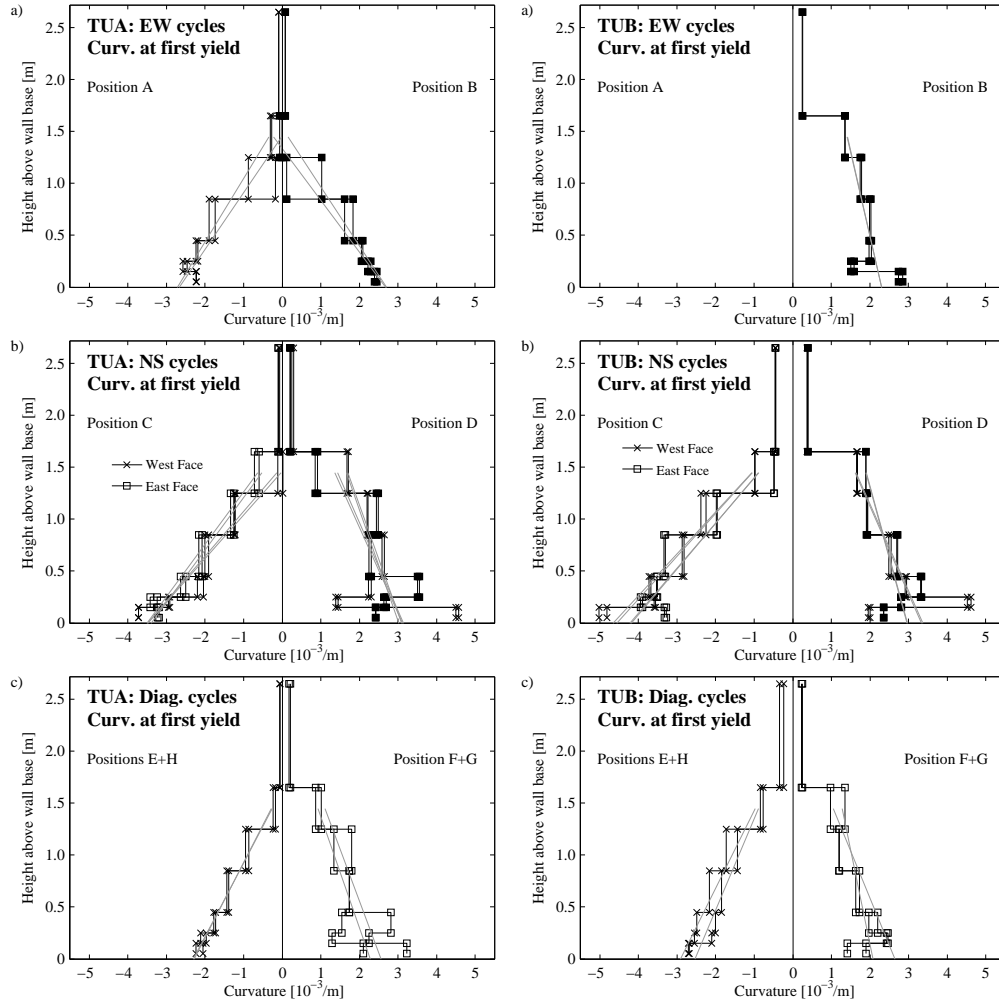 a)
TUA: EW cycles
Curv. at first yield
Position A
Position B
Height above wall base [m]
2.5
2.0
1.5
1.0
0.5
0
−5 −4 −3 −2 −1 0 1 2 3 4 5
Curvature [10⁻³/m]
a)
TUB: EW cycles
Curv. at first yield
Position A
Position B
Height above wall base [m]
2.5
2.0
1.5
1.0
0.5
0
−5 −4 −3 −2 −1 0 1 2 3 4 5
Curvature [10⁻³/m]
b)
TUA: NS cycles
Curv. at first yield
Position C
Position D
West Face
East Face
Height above wall base [m]
2.5
2.0
1.5
1.0
0.5
0
−5 −4 −3 −2 −1 0 1 2 3 4 5
Curvature [10⁻³/m]
b)
TUB: NS cycles
Curv. at first yield
Position C
Position D
West Face
East Face
Height above wall base [m]
2.5
2.0
1.5
1.0
0.5
0
−5 −4 −3 −2 −1 0 1 2 3 4 5
Curvature [10⁻³/m]
c)
TUA: Diag. cycles
Curv. at first yield
Positions E+H
Position F+G
Height above wall base [m]
2.5
2.0
1.5
1.0
0.5
0
−5 −4 −3 −2 −1 0 1 2 3 4 5
Curvature [10⁻³/m]
c)
TUB: Diag. cycles
Curv. at first yield
Positions E+H
Position F+G
Height above wall base [m]
2.5
2.0
1.5
1.0
0.5
0
−5 −4 −3 −2 −1 0 1 2 3 4 5
Curvature [10⁻³/m]